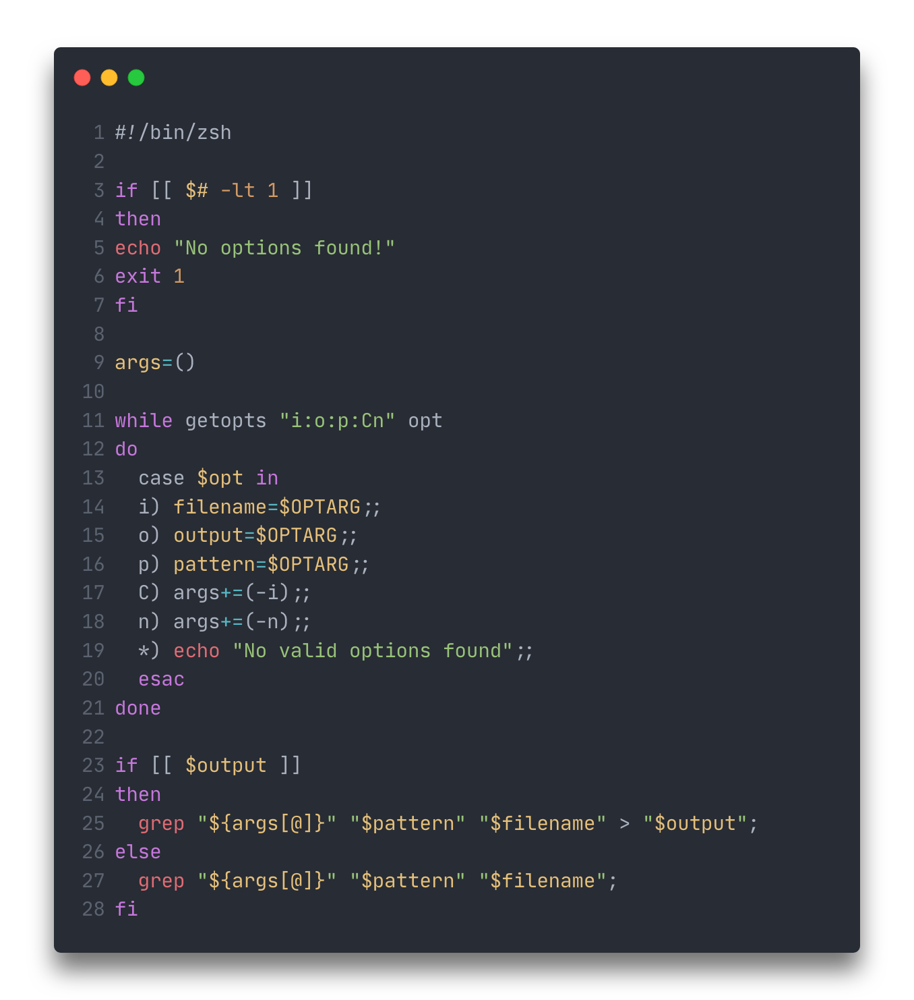 1 #!/bin/zsh
2
3 if [[ $# -lt 1 ]]
4 then
5 echo "No options found!"
6 exit 1
7 fi
8
9 args=()
10
11 while getopts "i:o:p:Cn" opt
12 do
13   case $opt in
14   i) filename=$OPTARG;;
15   o) output=$OPTARG;;
16   p) pattern=$OPTARG;;
17   C) args+=(-i);;
18   n) args+=(-n);;
19   *) echo "No valid options found";;
20   esac
21 done
22
23 if [[ $output ]]
24 then
25   grep "${args[@]}" "$pattern" "$filename" > "$output";
26 else
27   grep "${args[@]}" "$pattern" "$filename";
28 fi